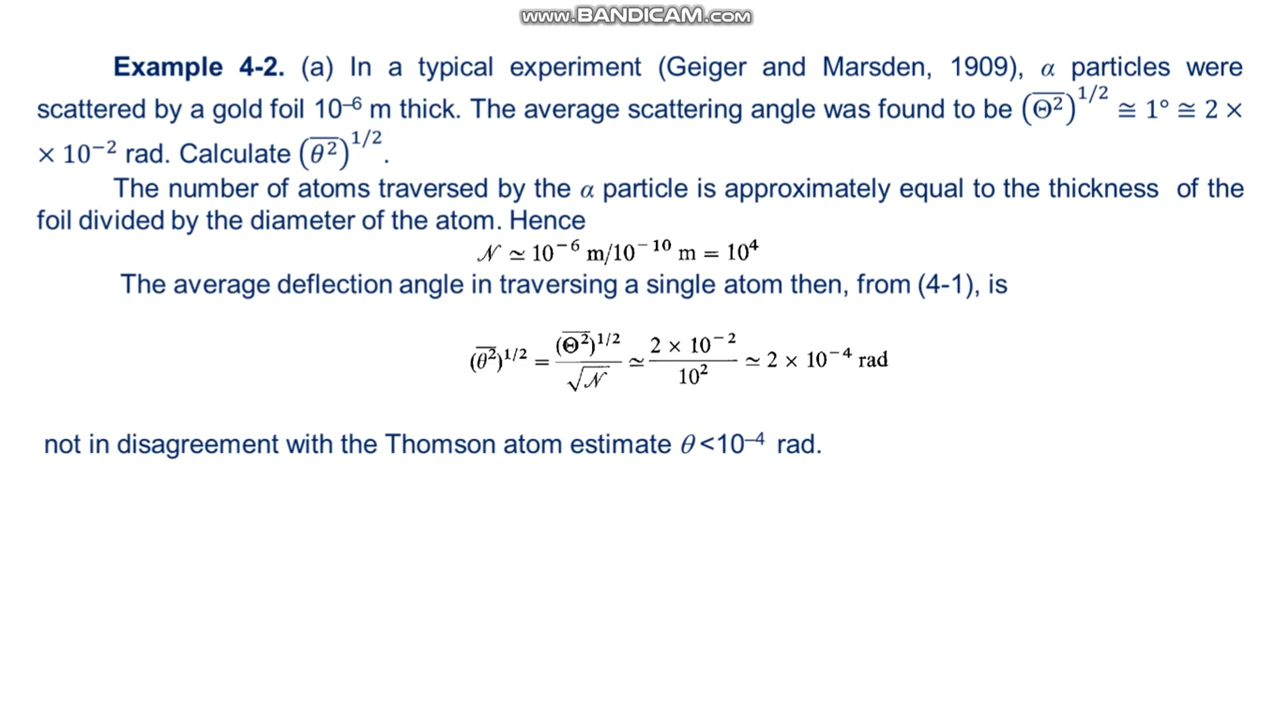 www.BANDICAM.com
Example 4-2. (a) In a typical experiment (Geiger and Marsden, 1909), α particles were
scattered by a gold foil 10⁻⁶ m thick. The average scattering angle was found to be (Θ̅²)^1/2 ≅ 1° ≅ 2 ×
× 10⁻² rad. Calculate (θ̅²)^1/2.
The number of atoms traversed by the α particle is approximately equal to the thickness of the
foil divided by the diameter of the atom. Hence
𝒩 ≃ 10⁻⁶ m/10⁻¹⁰ m = 10⁴
The average deflection angle in traversing a single atom then, from (4-1), is
(θ̅²)^1/2 = (Θ̅²)^1/2 / √𝒩 ≃ 2 × 10⁻² / 10² ≃ 2 × 10⁻⁴ rad
not in disagreement with the Thomson atom estimate θ<10⁻⁴ rad.